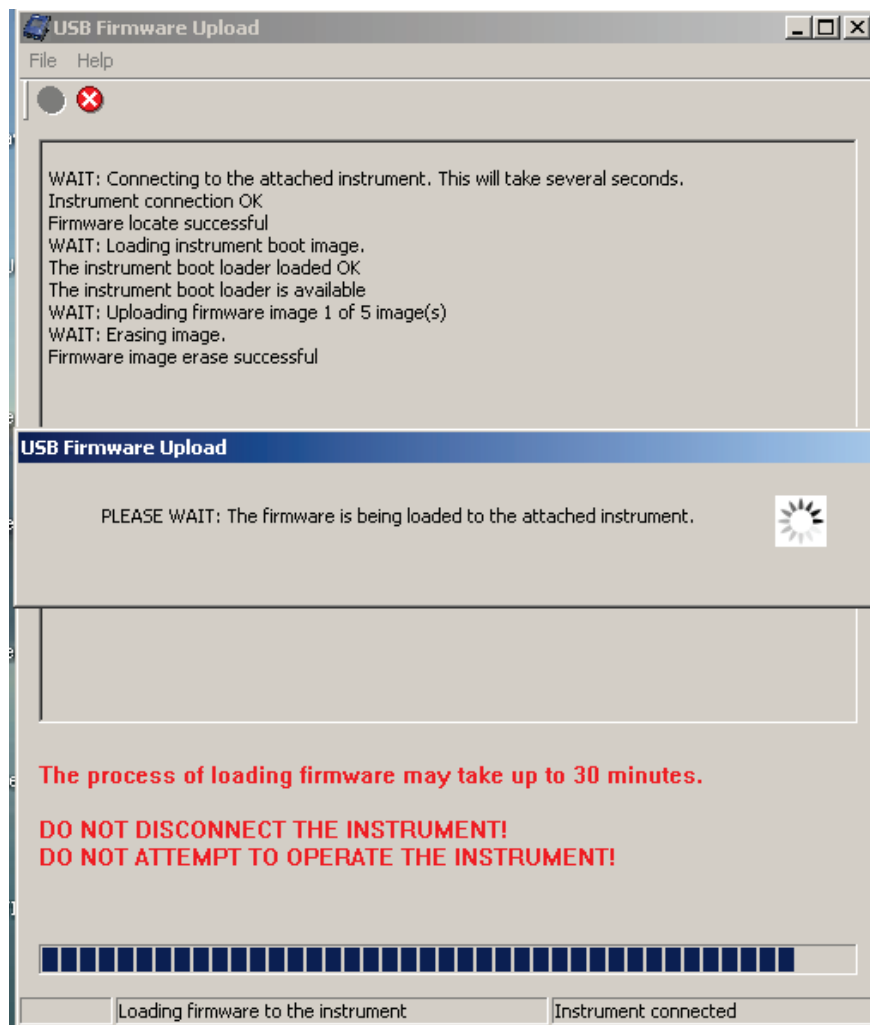 USB Firmware Upload
File Help
WAIT: Connecting to the attached instrument. This will take several seconds.
Instrument connection OK
Firmware locate successful
WAIT: Loading instrument boot image.
The instrument boot loader loaded OK
The instrument boot loader is available
WAIT: Uploading firmware image 1 of 5 image(s)
WAIT: Erasing image.
Firmware image erase successful
USB Firmware Upload
PLEASE WAIT: The firmware is being loaded to the attached instrument.
The process of loading firmware may take up to 30 minutes.
DO NOT DISCONNECT THE INSTRUMENT!
DO NOT ATTEMPT TO OPERATE THE INSTRUMENT!
Loading firmware to the instrument Instrument connected